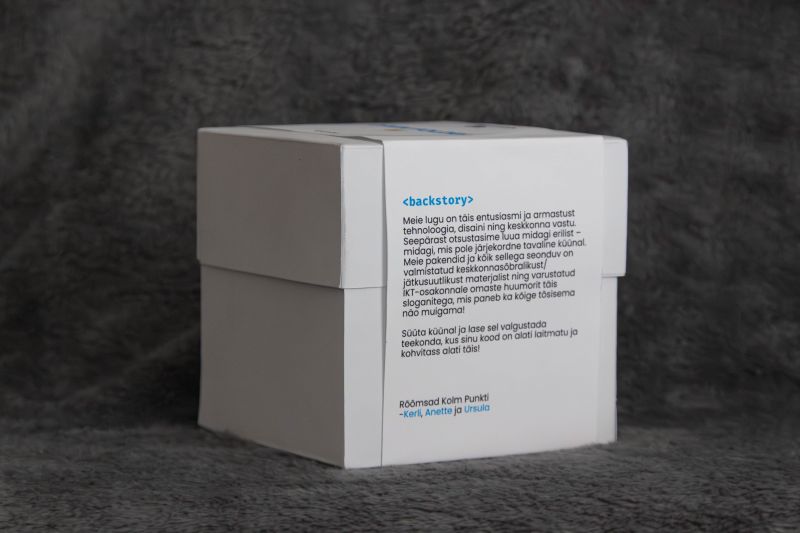 <backstory>
Meie lugu on täis entusiasmi ja armastust
tehnoloogia, disaini ning keskkonna vastu.
Seepärast otsustasime luua midagi erilist –
midagi, mis pole järjekordne tavaline küünal.
Meie pakendid ja kõik sellega seonduv on
valmistatud keskkonnasõbralikust/
jätkusuutlikust materjalist ning varustatud
IKT-osakonnale omaste huumorit täis
sloganitega, mis paneb ka kõige tõsisema
näo muigama!
Süüta küünal ja lase sel valgustada
teekonda, kus sinu kood on alati laitmatu ja
kohvitass alati täis!
Rõõmsad Kolm Punkti
-Kerli, Anette ja Ursula